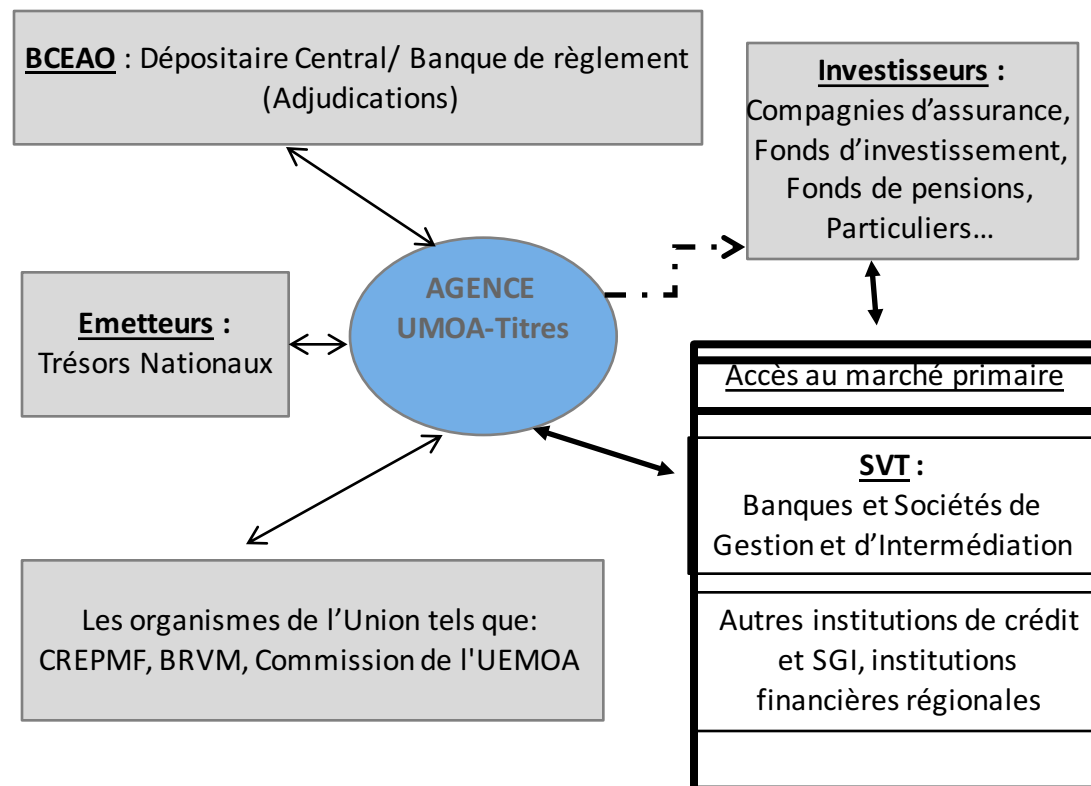 BCEAO : Dépositaire Central/ Banque de règlement
(Adjudications)
Investisseurs :
Compagnies d’assurance,
Fonds d’investissement,
Fonds de pensions,
Particuliers…
AGENCE
UMOA-Titres
Emetteurs :
Trésors Nationaux
Accès au marché primaire
SVT :
Banques et Sociétés de
Gestion et d’Intermédiation
Les organismes de l’Union tels que:
CREPMF, BRVM, Commission de l'UEMOA
Autres institutions de crédit
et SGI, institutions
financières régionales